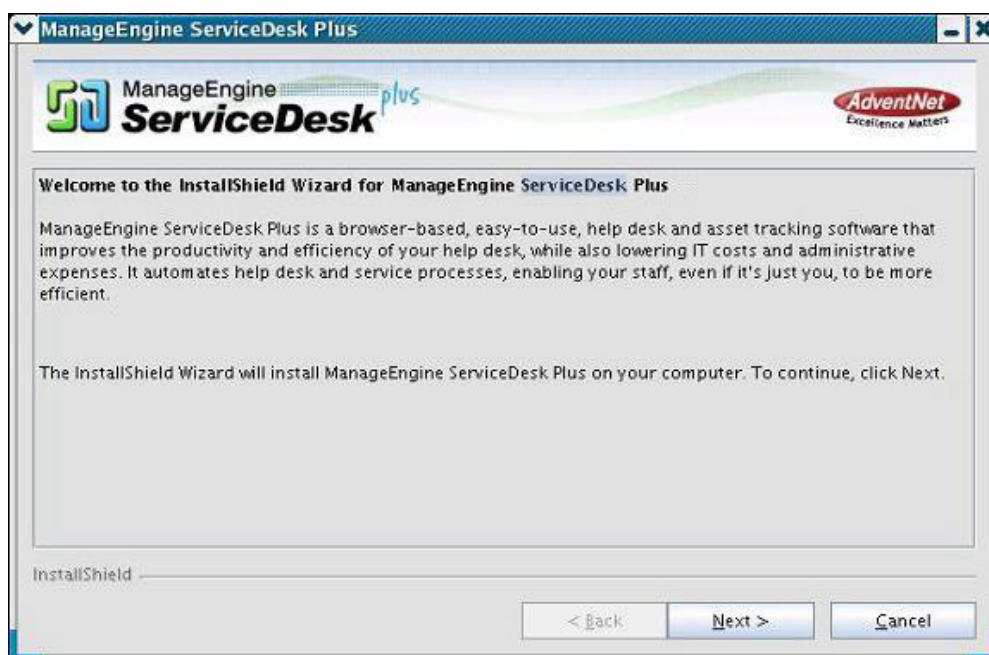 ManageEngine ServiceDesk Plus
ManageEngine
ServiceDesk plus
AdventNet
Excellence Matters
Welcome to the InstallShield Wizard for ManageEngine ServiceDesk Plus
ManageEngine ServiceDesk Plus is a browser-based, easy-to-use, help desk and asset tracking software that
improves the productivity and efficiency of your help desk, while also lowering IT costs and administrative
expenses. It automates help desk and service processes, enabling your staff, even if it's just you, to be more
efficient.
The InstallShield Wizard will install ManageEngine ServiceDesk Plus on your computer. To continue, click Next.
InstallShield
< Back
Next >
Cancel